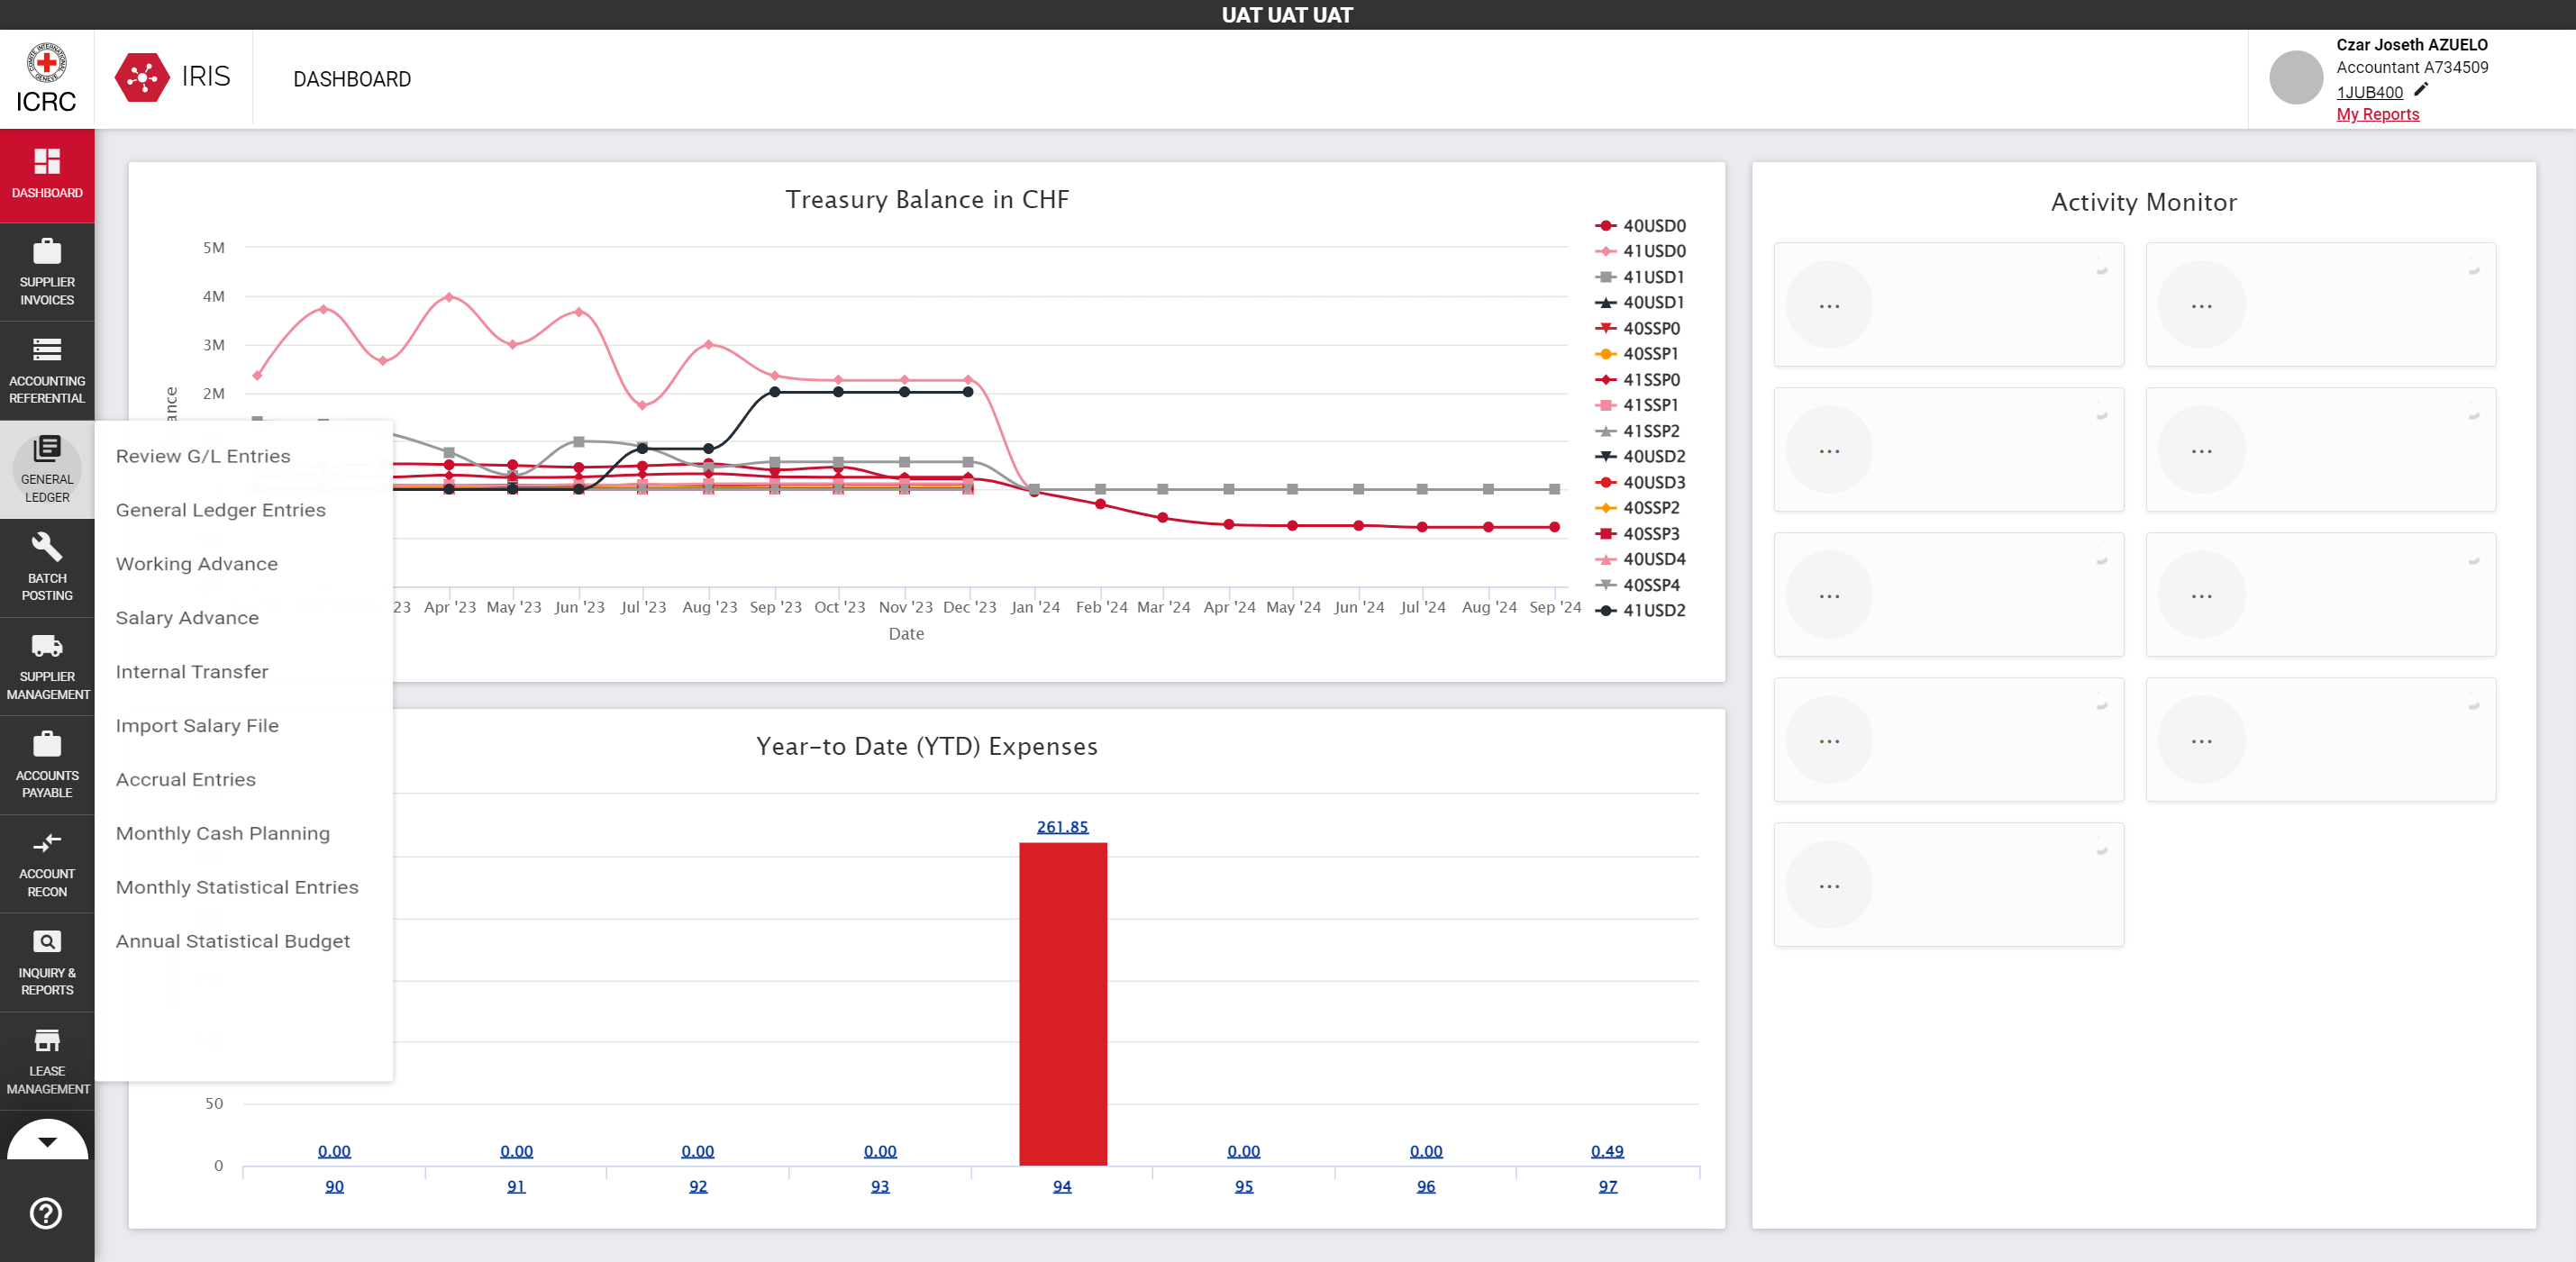 UAT UAT UAT
ICRC
IRIS
DASHBOARD
Czar Joseth AZUELO
Accountant A734509
1JUB400
My Reports
DASHBOARD
SUPPLIER
INVOICES
ACCOUNTING
REFERENTIAL
GENERAL
LEDGER
BATCH
POSTING
SUPPLIER
MANAGEMENT
ACCOUNTS
PAYABLE
ACCOUNT
RECON
INQUIRY &
REPORTS
LEASE
MANAGEMENT
Review G/L Entries
General Ledger Entries
Working Advance
Salary Advance
Internal Transfer
Import Salary File
Accrual Entries
Monthly Cash Planning
Monthly Statistical Entries
Annual Statistical Budget
Treasury Balance in CHF
5M
4M
3M
2M
40USD0
41USD0
41USD1
40USD1
40SSP0
40SSP1
41SSP0
41SSP1
41SSP2
40USD2
40USD3
40SSP2
40SSP3
40USD4
40SSP4
41USD2
23 Apr '23 May '23 Jun '23 Jul '23 Aug '23 Sep '23 Oct '23 Nov '23 Dec '23 Jan '24 Feb '24 Mar '24 Apr '24 May '24 Jun '24 Jul '24 Aug '24 Sep '24
Date
Year-to Date (YTD) Expenses
261.85
50
0
0.00 0.00 0.00 0.00 0.00 0.00 0.49
90 91 92 93 94 95 96 97
Activity Monitor
... ...
... ...
... ...
... ...
...